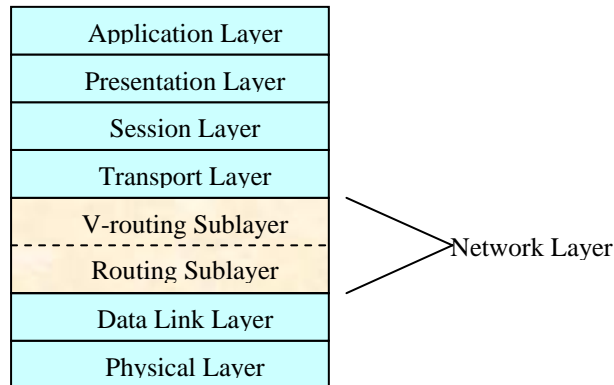 Application Layer
Presentation Layer
Session Layer
Transport Layer
V-routing Sublayer
Network Layer
Routing Sublayer
Data Link Layer
Physical Layer